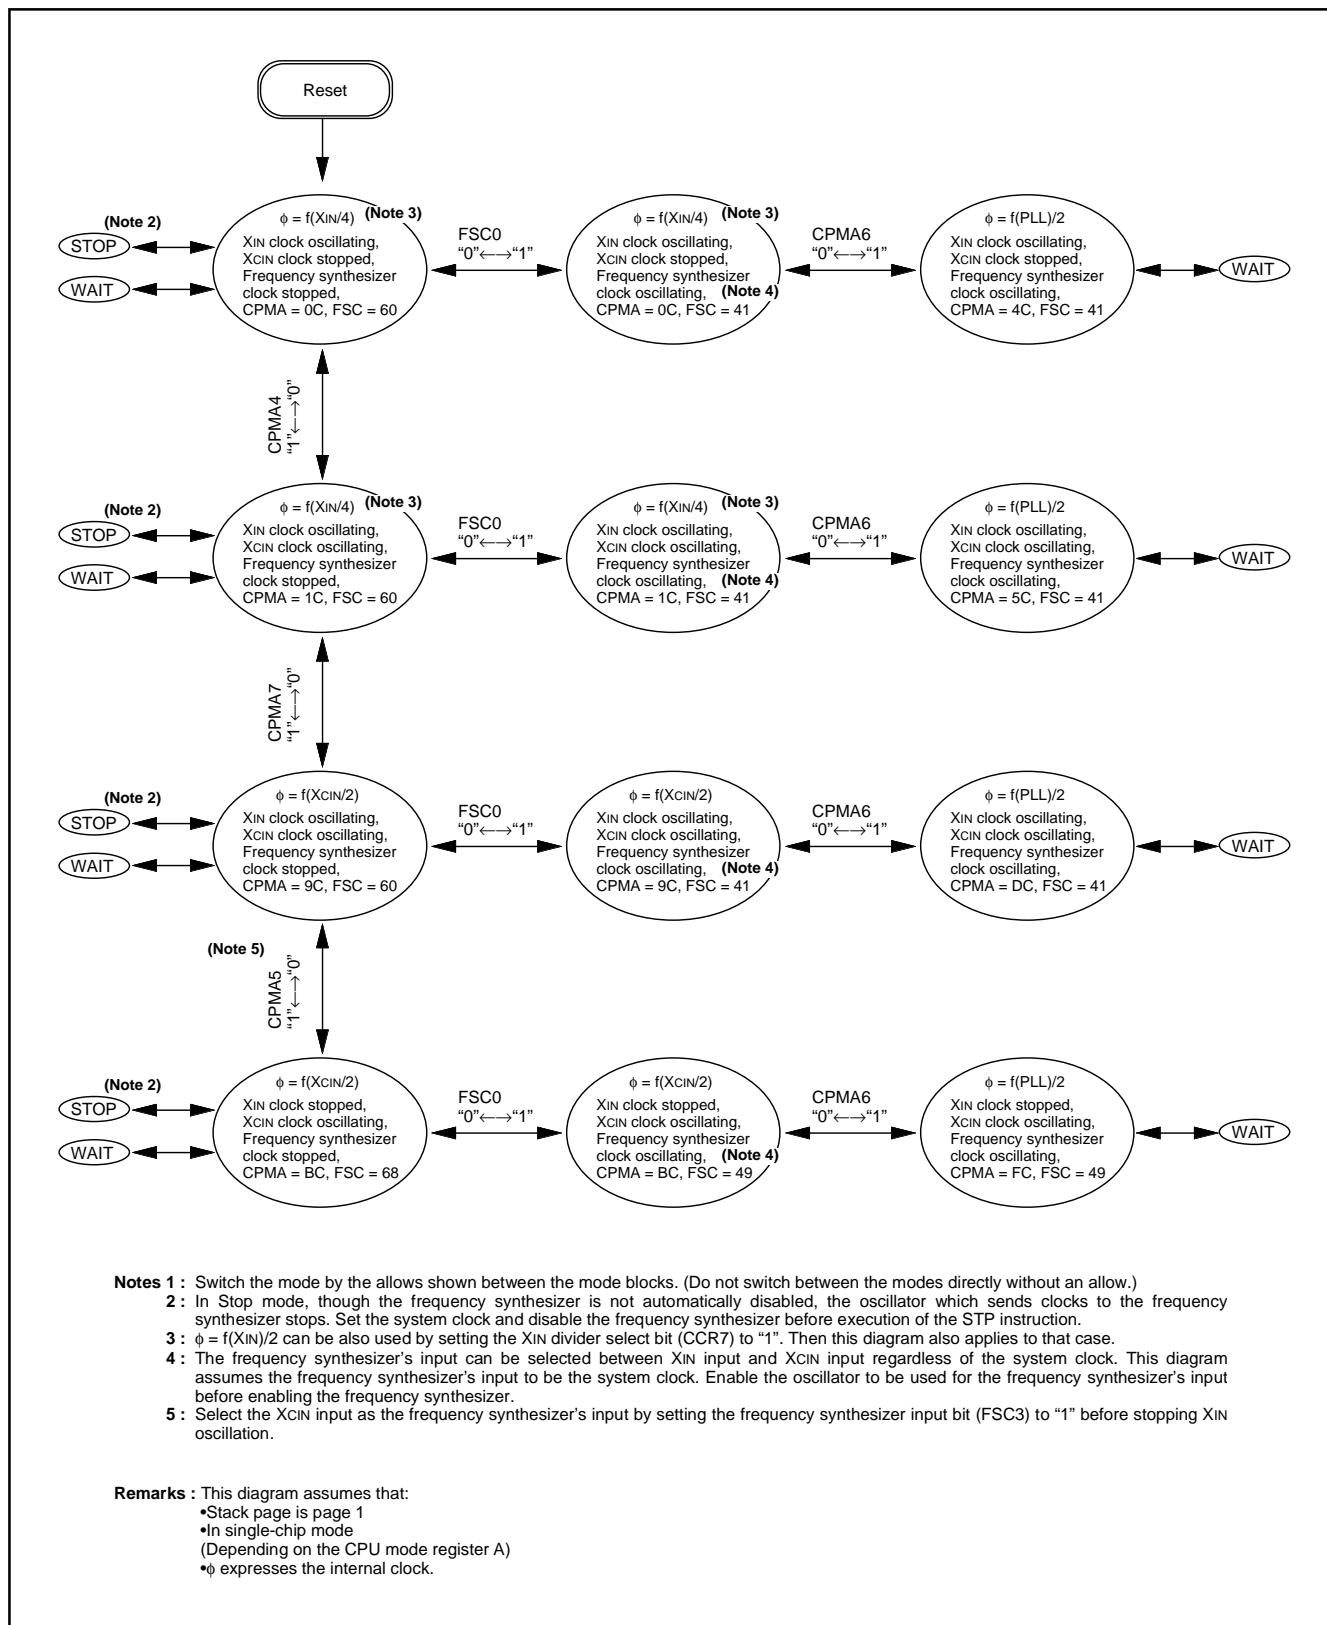 Reset
(Note 2)
STOP
WAIT
φ = f(XIN/4) (Note 3)
XIN clock oscillating,
XCIN clock stopped,
Frequency synthesizer
clock stopped,
CPMA = 0C, FSC = 60
FSC0
“0”←→“1”
φ = f(XIN/4) (Note 3)
XIN clock oscillating,
XCIN clock stopped,
Frequency synthesizer
clock oscillating, (Note 4)
CPMA = 0C, FSC = 41
CPMA6
“0”←→“1”
φ = f(PLL)/2
XIN clock oscillating,
XCIN clock stopped,
Frequency synthesizer
clock oscillating,
CPMA = 4C, FSC = 41
WAIT
CPMA4
“1”←→“0”
(Note 2)
STOP
WAIT
φ = f(XIN/4) (Note 3)
XIN clock oscillating,
XCIN clock oscillating,
Frequency synthesizer
clock stopped,
CPMA = 1C, FSC = 60
FSC0
“0”←→“1”
φ = f(XIN/4) (Note 3)
XIN clock oscillating,
XCIN clock oscillating,
Frequency synthesizer
clock oscillating, (Note 4)
CPMA = 1C, FSC = 41
CPMA6
“0”←→“1”
φ = f(PLL)/2
XIN clock oscillating,
XCIN clock oscillating,
Frequency synthesizer
clock oscillating,
CPMA = 5C, FSC = 41
WAIT
CPMA7
“1”←→“0”
(Note 2)
STOP
WAIT
φ = f(XCIN/2)
XIN clock oscillating,
XCIN clock oscillating,
Frequency synthesizer
clock stopped,
CPMA = 9C, FSC = 60
FSC0
“0”←→“1”
φ = f(XCIN/2)
XIN clock oscillating,
XCIN clock oscillating,
Frequency synthesizer
clock oscillating, (Note 4)
CPMA = 9C, FSC = 41
CPMA6
“0”←→“1”
φ = f(PLL)/2
XIN clock oscillating,
XCIN clock oscillating,
Frequency synthesizer
clock oscillating,
CPMA = DC, FSC = 41
WAIT
(Note 5)
CPMA5
“1”←→“0”
(Note 2)
STOP
WAIT
φ = f(XCIN/2)
XIN clock stopped,
XCIN clock oscillating,
Frequency synthesizer
clock stopped,
CPMA = BC, FSC = 68
FSC0
“0”←→“1”
φ = f(XCIN/2)
XIN clock stopped,
XCIN clock oscillating,
Frequency synthesizer
clock oscillating, (Note 4)
CPMA = BC, FSC = 49
CPMA6
“0”←→“1”
φ = f(PLL)/2
XIN clock stopped,
XCIN clock oscillating,
Frequency synthesizer
clock oscillating,
CPMA = FC, FSC = 49
WAIT
Notes 1 : Switch the mode by the allows shown between the mode blocks. (Do not switch between the modes directly without an allow.)
2 : In Stop mode, though the frequency synthesizer is not automatically disabled, the oscillator which sends clocks to the frequency
synthesizer stops. Set the system clock and disable the frequency synthesizer before execution of the STP instruction.
3 : φ = f(XIN)/2 can be also used by setting the XIN divider select bit (CCR7) to “1”. Then this diagram also applies to that case.
4 : The frequency synthesizer’s input can be selected between XIN input and XCIN input regardless of the system clock. This diagram
assumes the frequency synthesizer’s input to be the system clock. Enable the oscillator to be used for the frequency synthesizer’s input
before enabling the frequency synthesizer.
5 : Select the XCIN input as the frequency synthesizer’s input by setting the frequency synthesizer input bit (FSC3) to “1” before stopping XIN
oscillation.
Remarks : This diagram assumes that:
•Stack page is page 1
•In single-chip mode
(Depending on the CPU mode register A)
•φ expresses the internal clock.